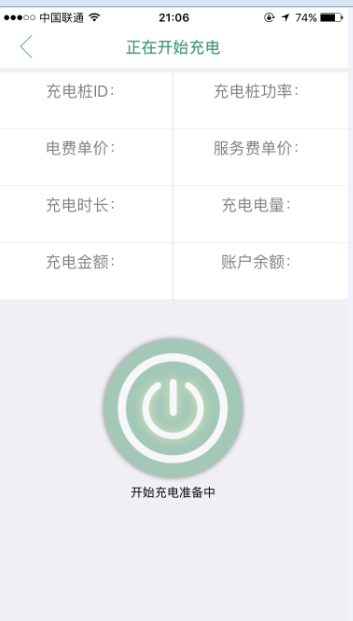 中国联通 21:06 74%
正在开始充电
充电桩ID： 充电桩功率：
电费单价： 服务费单价：
充电时长： 充电电量：
充电金额： 账户余额：
开始充电准备中